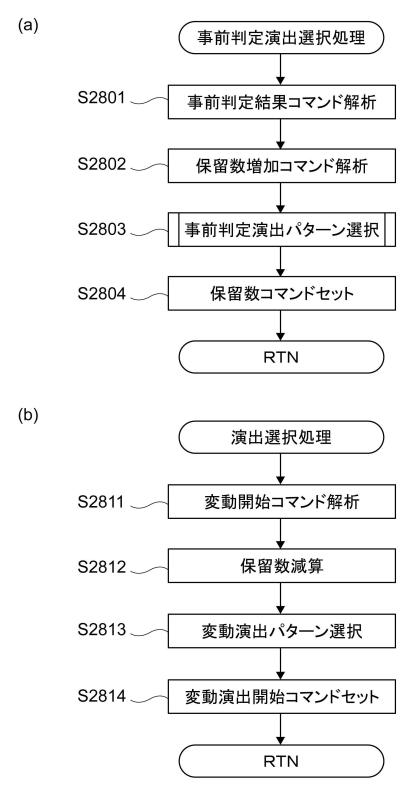 (a)
事前判定演出選択処理
S2801
事前判定結果コマンド解析
S2802
保留数増加コマンド解析
S2803
事前判定演出パターン選択
S2804
保留数コマンドセット
RTN
(b)
演出選択処理
S2811
変動開始コマンド解析
S2812
保留数減算
S2813
変動演出パターン選択
S2814
変動演出開始コマンドセット
RTN